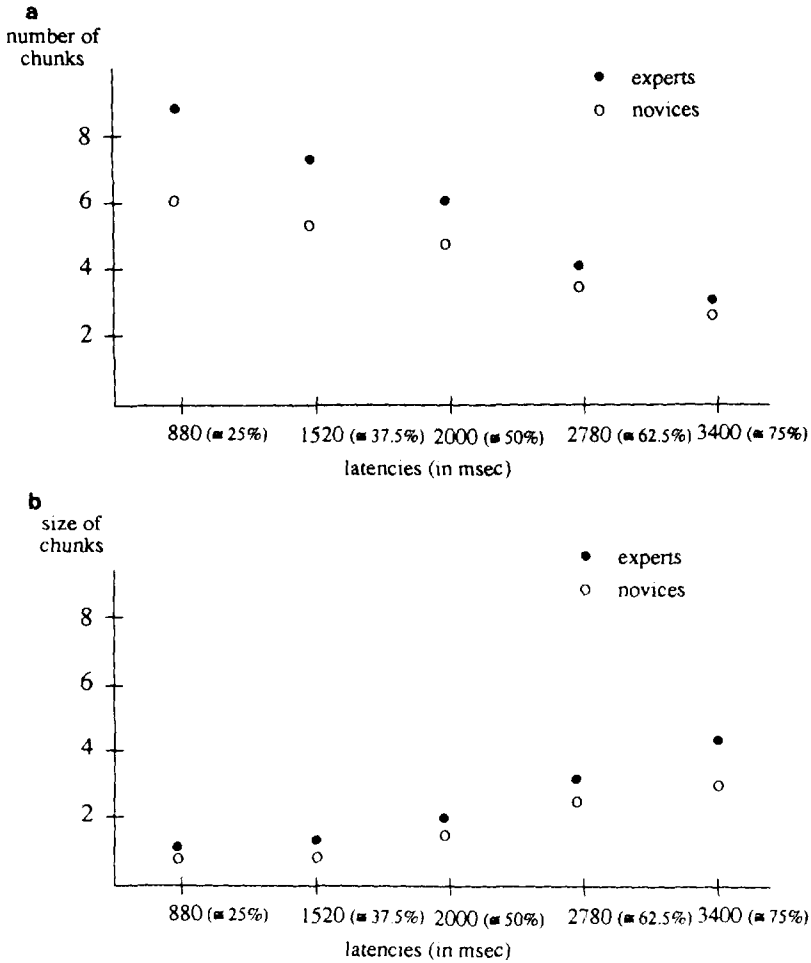 a
number of
chunks
experts
novices
8
6
4
2
880 (≅ 25%) 1520 (≅ 37.5%) 2000 (≅ 50%) 2780 (≅ 62.5%) 3400 (≅ 75%)
latencies (in msec)
b
size of
chunks
experts
novices
8
6
4
2
880 (≅ 25%) 1520 (≅ 37.5%) 2000 (≅ 50%) 2780 (≅ 62.5%) 3400 (≅ 75%)
latencies (in msec)